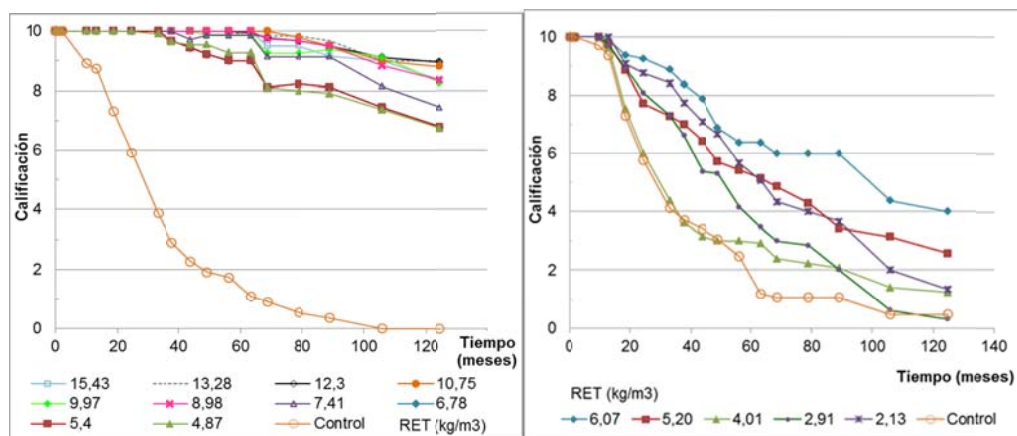 Calificación
10
8
6
4
2
0
0 20 40 60 80 100 120
Tiempo
(meses)
15,43 13,28 12,3 10,75
9,97 8,98 7,41 6,78
5,4 4,87 Control RET (kg/m3)
Calificación
10
8
6
4
2
0
0 20 40 60 80 100 120 140
Tiempo (meses)
RET (kg/m3)
6,07 5,20 4,01 2,91 2,13 Control